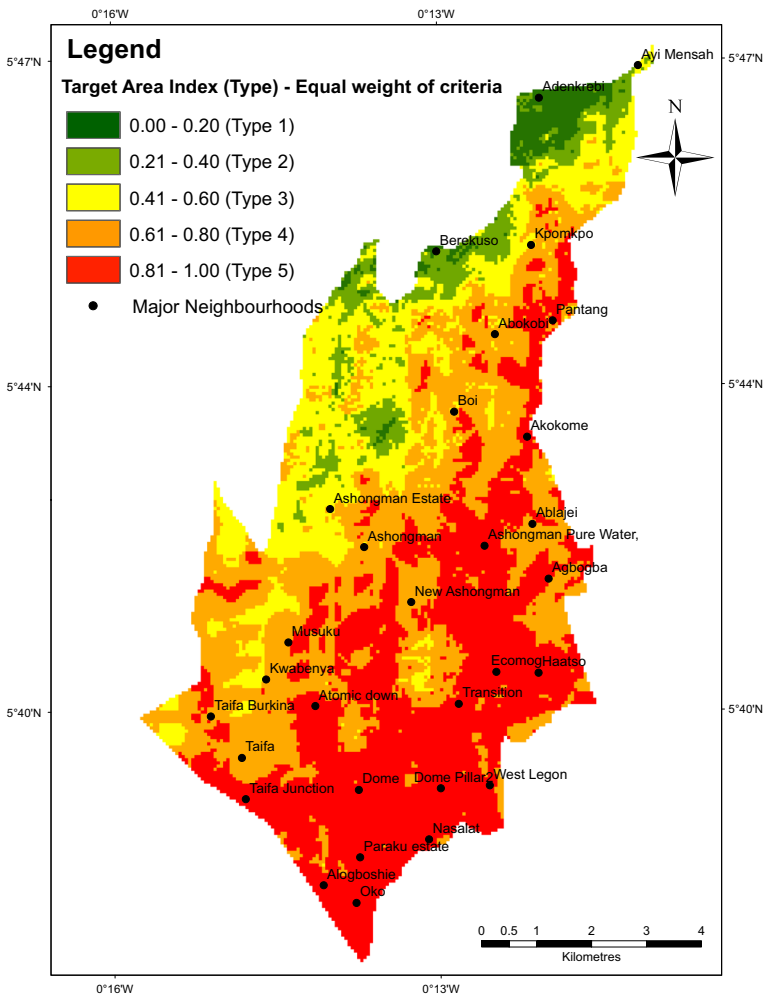 0°16'W 0°13'W
Legend
Target Area Index (Type) - Equal weight of criteria
0.00 - 0.20 (Type 1)
0.21 - 0.40 (Type 2)
0.41 - 0.60 (Type 3)
0.61 - 0.80 (Type 4)
0.81 - 1.00 (Type 5)
Major Neighbourhoods
5°47'N 5°47'N
N
Ayi Mensah
Adenkrebi
Berekuso
Kpomkpo
Pantang
Abokobi
5°44'N 5°44'N
Boi
Akokome
Ashongman Estate
Ablajei
Ashongman
Ashongman Pure Water,
Agbogba
New Ashongman
Musuku
Ecomog
Haatso
Kwabenya
Transition
Atomic down
Taifa Burkina
5°40'N 5°40'N
Taifa
Dome
Dome Pillar2
West Legon
Taifa Junction
Nasalat
Paraku estate
Alogboshie
Oko
0 0.5 1 2 3 4
Kilometres
0°16'W 0°13'W